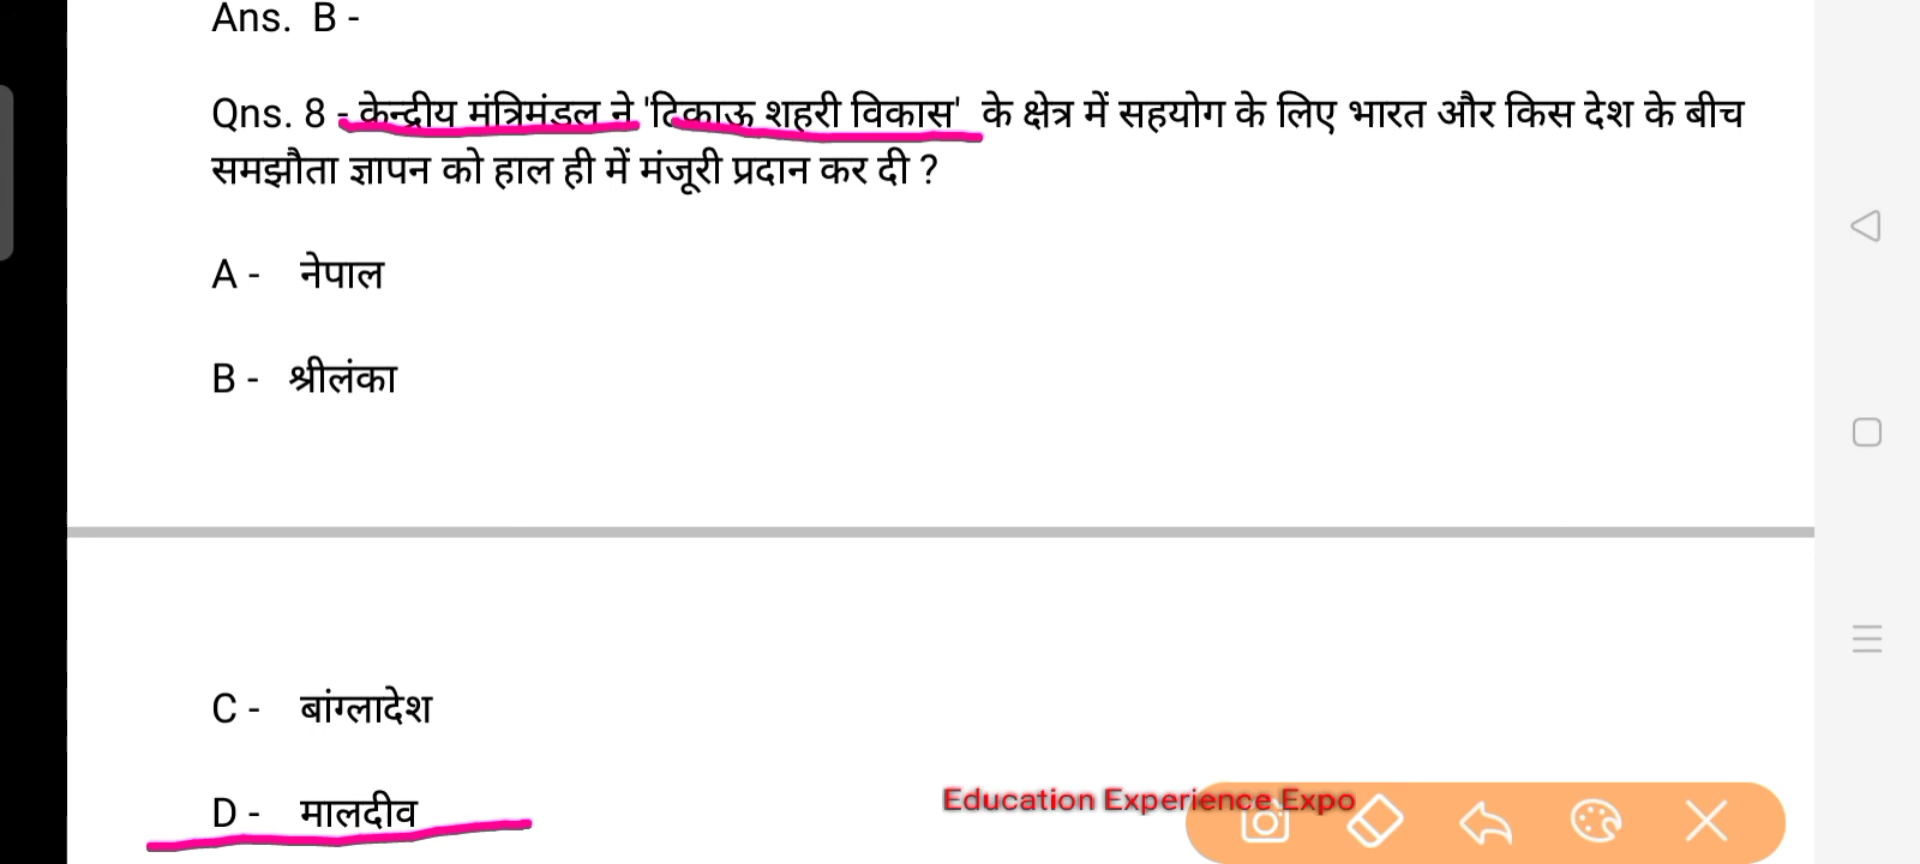 Ans. B -
Qns. 8 - केन्द्रीय मंत्रिमंडल ने 'टिकाऊ शहरी विकास' के क्षेत्र में सहयोग के लिए भारत और किस देश के बीच
समझौता ज्ञापन को हाल ही में मंजूरी प्रदान कर दी ?
A - नेपाल
B - श्रीलंका
C - बांग्लादेश
D - मालदीव
Education Experience Expo